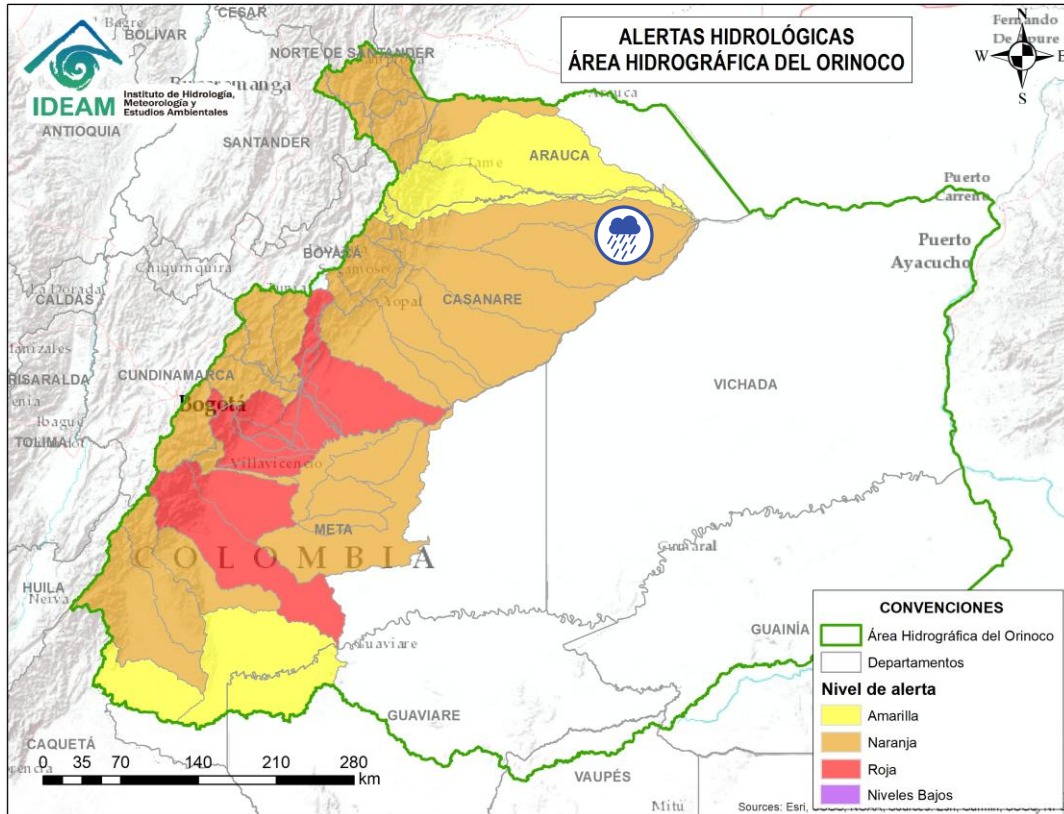 IDEAM
Instituto de Hidrología,
Meteorología y
Estudios Ambientales
ALERTAS HIDROLÓGICAS
ÁREA HIDROGRÁFICA DEL ORINOCO
N
W
E
S
Fernando
CESAR
BOLÍVAR
NORTE DE SANTANDER
ANTIOQUIA
SANTANDER
Arauca
ARAUCA
Tame
Puerto
Carreño
Puerto
Ayacucho
BOYACÁ
Chiquinquira
CALDAS
La Dorada
Yopal
CASANARE
VICHADA
RISARALDA
CUNDINAMARCA
Bogotá
Ibagué
TOLIMA
Villavicencio
META
COLOMBIA
HUILA
Neiva
GUAINÍA
GUAVIARE
CAQUETÁ
VAUPÉS
Mitú
0 35 70 140 210 280
km
CONVENCIONES
Área Hidrográfica del Orinoco
Departamentos
Nivel de alerta
Amarilla
Naranja
Roja
Niveles Bajos
Sources: Esri,